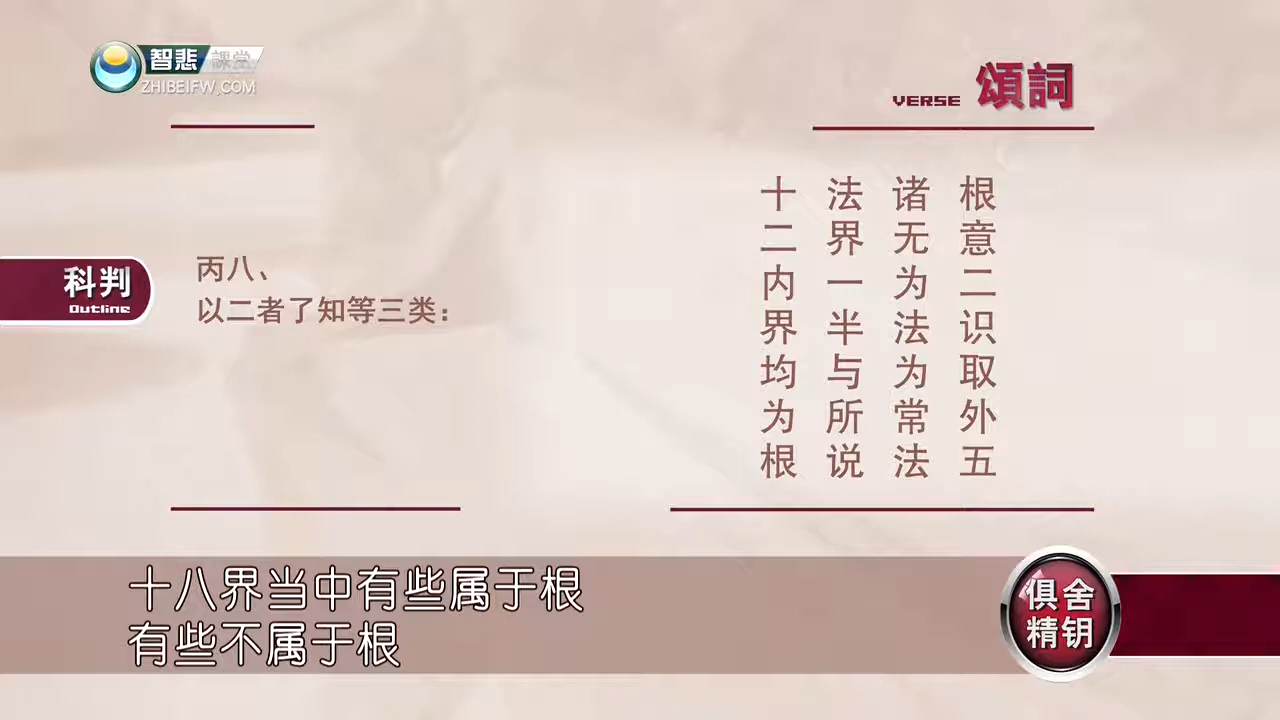 智悲課堂
ZHIBEIFW.COM
VERSE 頌詞
根意二识取外五
诸无为法为常法
法界一半与所说
十二内界均为根
科判
Outline
丙八、
以二者了知等三类：
十八界当中有些属于根
有些不属于根
俱舍
精钥